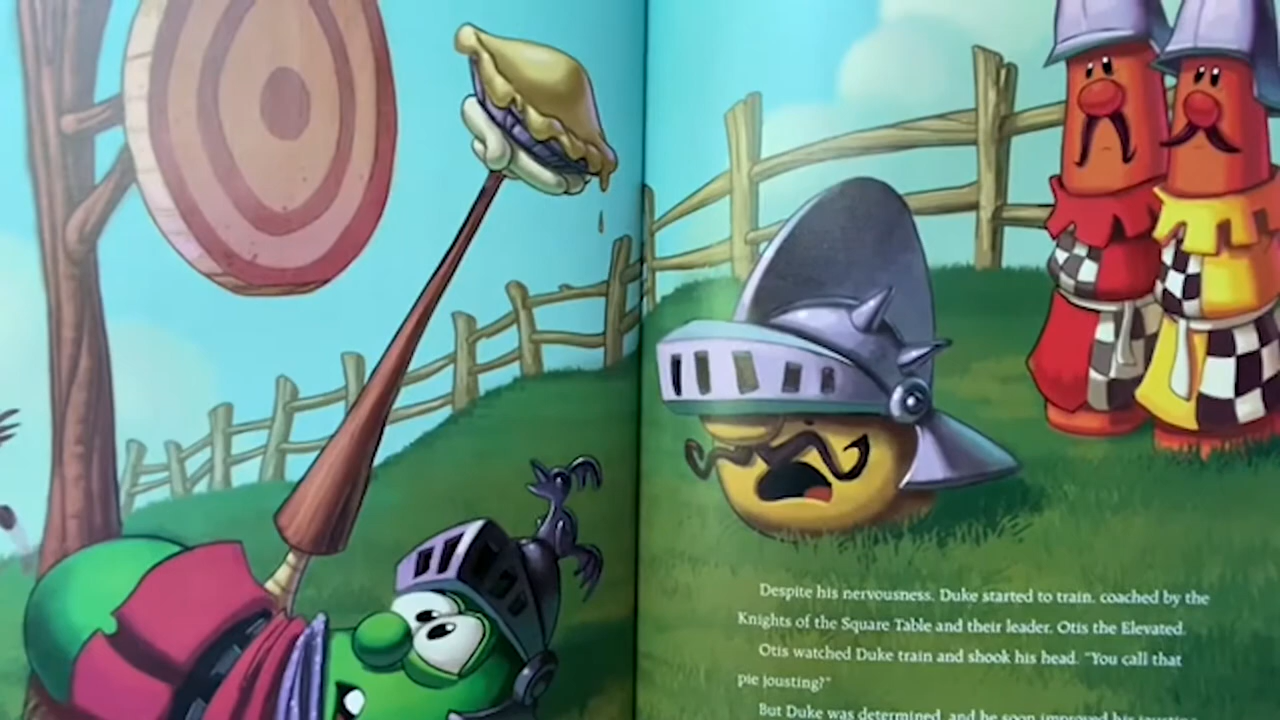 Despite his nervousness, Duke started to train, coached by the
Knights of the Square Table and their leader, Otis the Elevated.
Otis watched Duke train and shook his head. "You call that
pie jousting?"
But Duke was determined, and he soon improved his